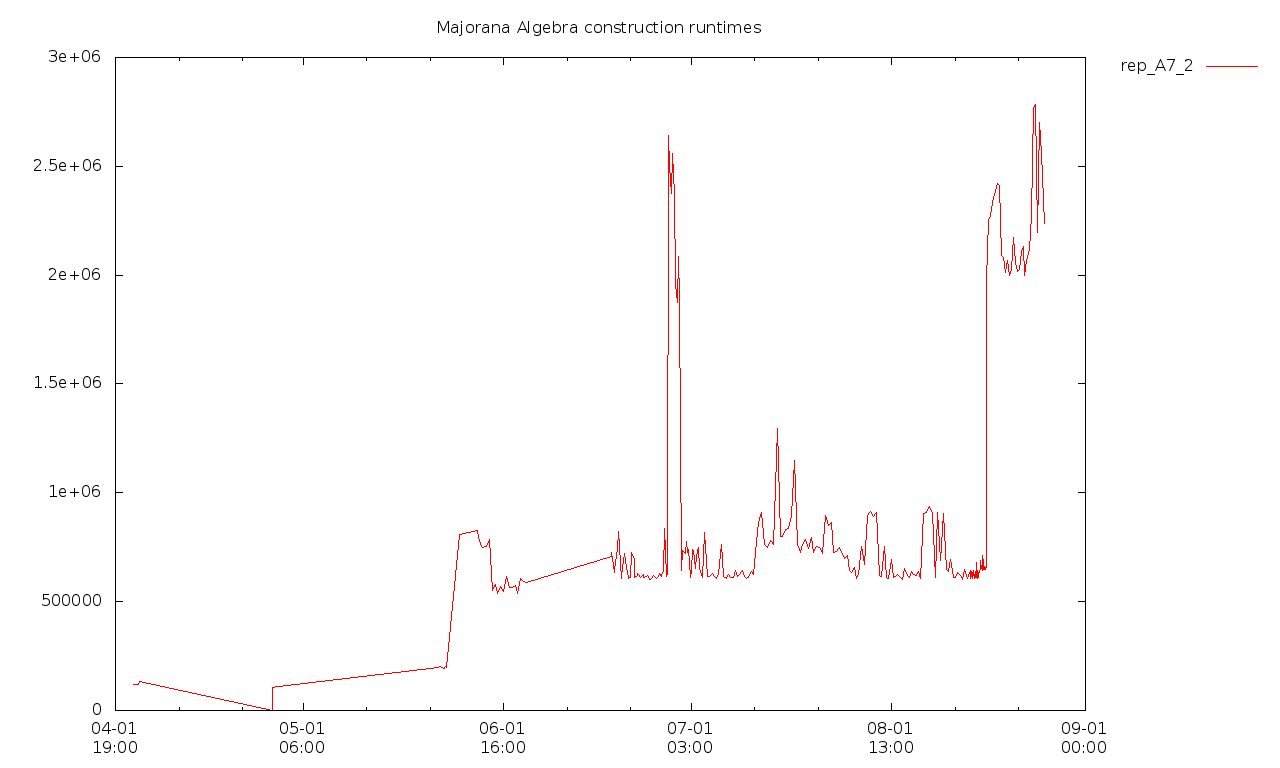 Majorana Algebra construction runtimes
rep_A7_2
3e+06
2.5e+06
2e+06
1.5e+06
1e+06
500000
0
04-01 05-01 06-01 07-01 08-01 09-01
19:00 06:00 16:00 03:00 13:00 00:00